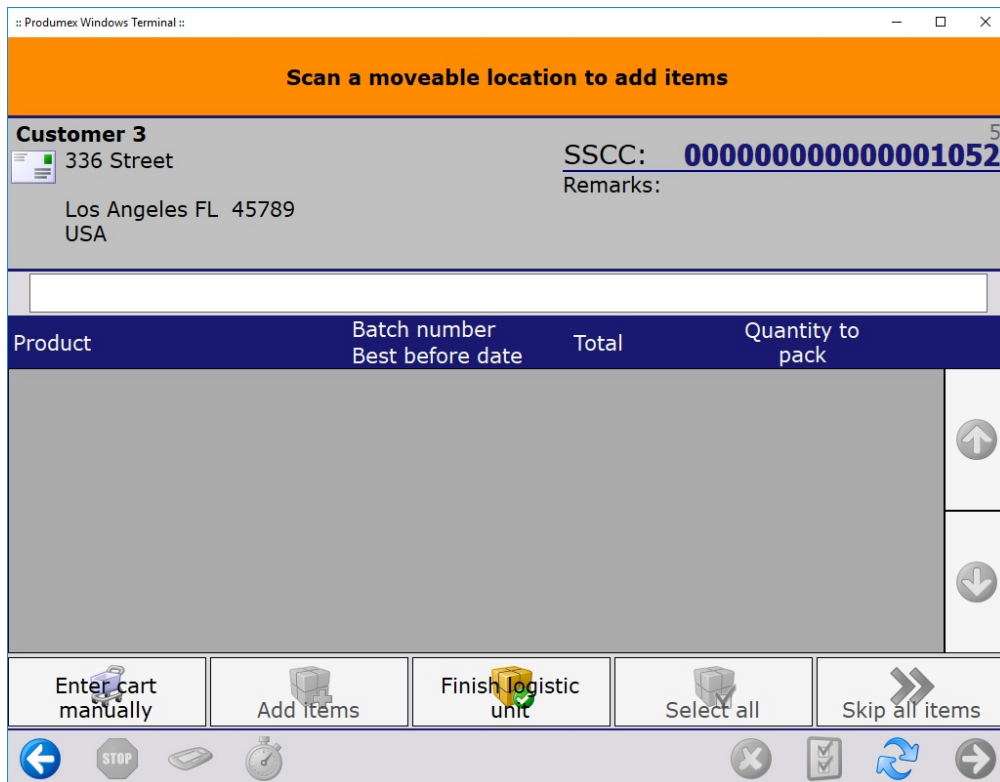 :: Produmex Windows Terminal ::
Scan a moveable location to add items
Customer 3
5
336 Street
SSCC: 000000000000001052
Remarks:
Los Angeles FL 45789
USA
Product
Batch number
Best before date
Total
Quantity to
pack
Enter cart
manually
Add items
Finish logistic
unit
Select all
Skip all items
STOP